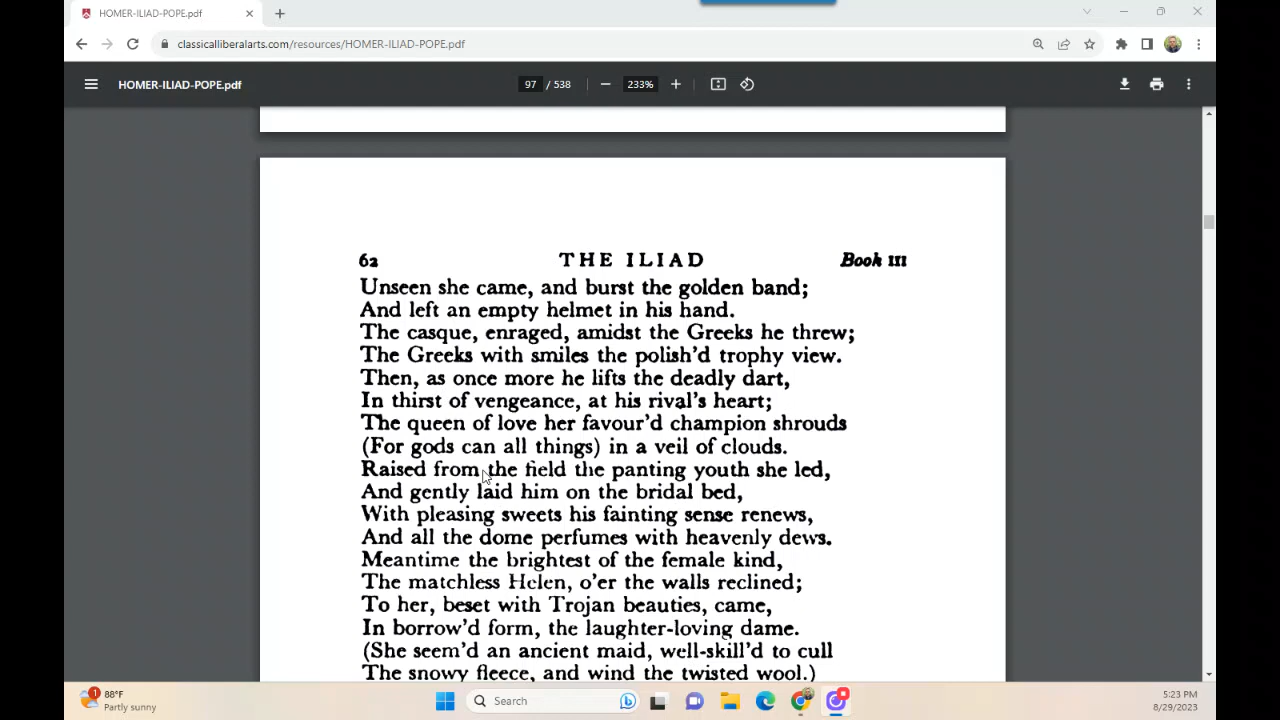 HOMER-ILIAD-POPE.pdf
classicalliberalarts.com/resources/HOMER-ILIAD-POPE.pdf
HOMER-ILIAD-POPE.pdf
97 / 538
233%
62 THE ILIAD Book III
Unseen she came, and burst the golden band;
And left an empty helmet in his hand.
The casque, enraged, amidst the Greeks he threw;
The Greeks with smiles the polish'd trophy view.
Then, as once more he lifts the deadly dart,
In thirst of vengeance, at his rival's heart;
The queen of love her favour'd champion shrouds
(For gods can all things) in a veil of clouds.
Raised from the field the panting youth she led,
And gently laid him on the bridal bed,
With pleasing sweets his fainting sense renews,
And all the dome perfumes with heavenly dews.
Meantime the brightest of the female kind,
The matchless Helen, o'er the walls reclined;
To her, beset with Trojan beauties, came,
In borrow'd form, the laughter-loving dame.
(She seem'd an ancient maid, well-skill'd to cull
The snowy fleece, and wind the twisted wool.)
1
88°F
Partly sunny
Search
5:23 PM
8/29/2023